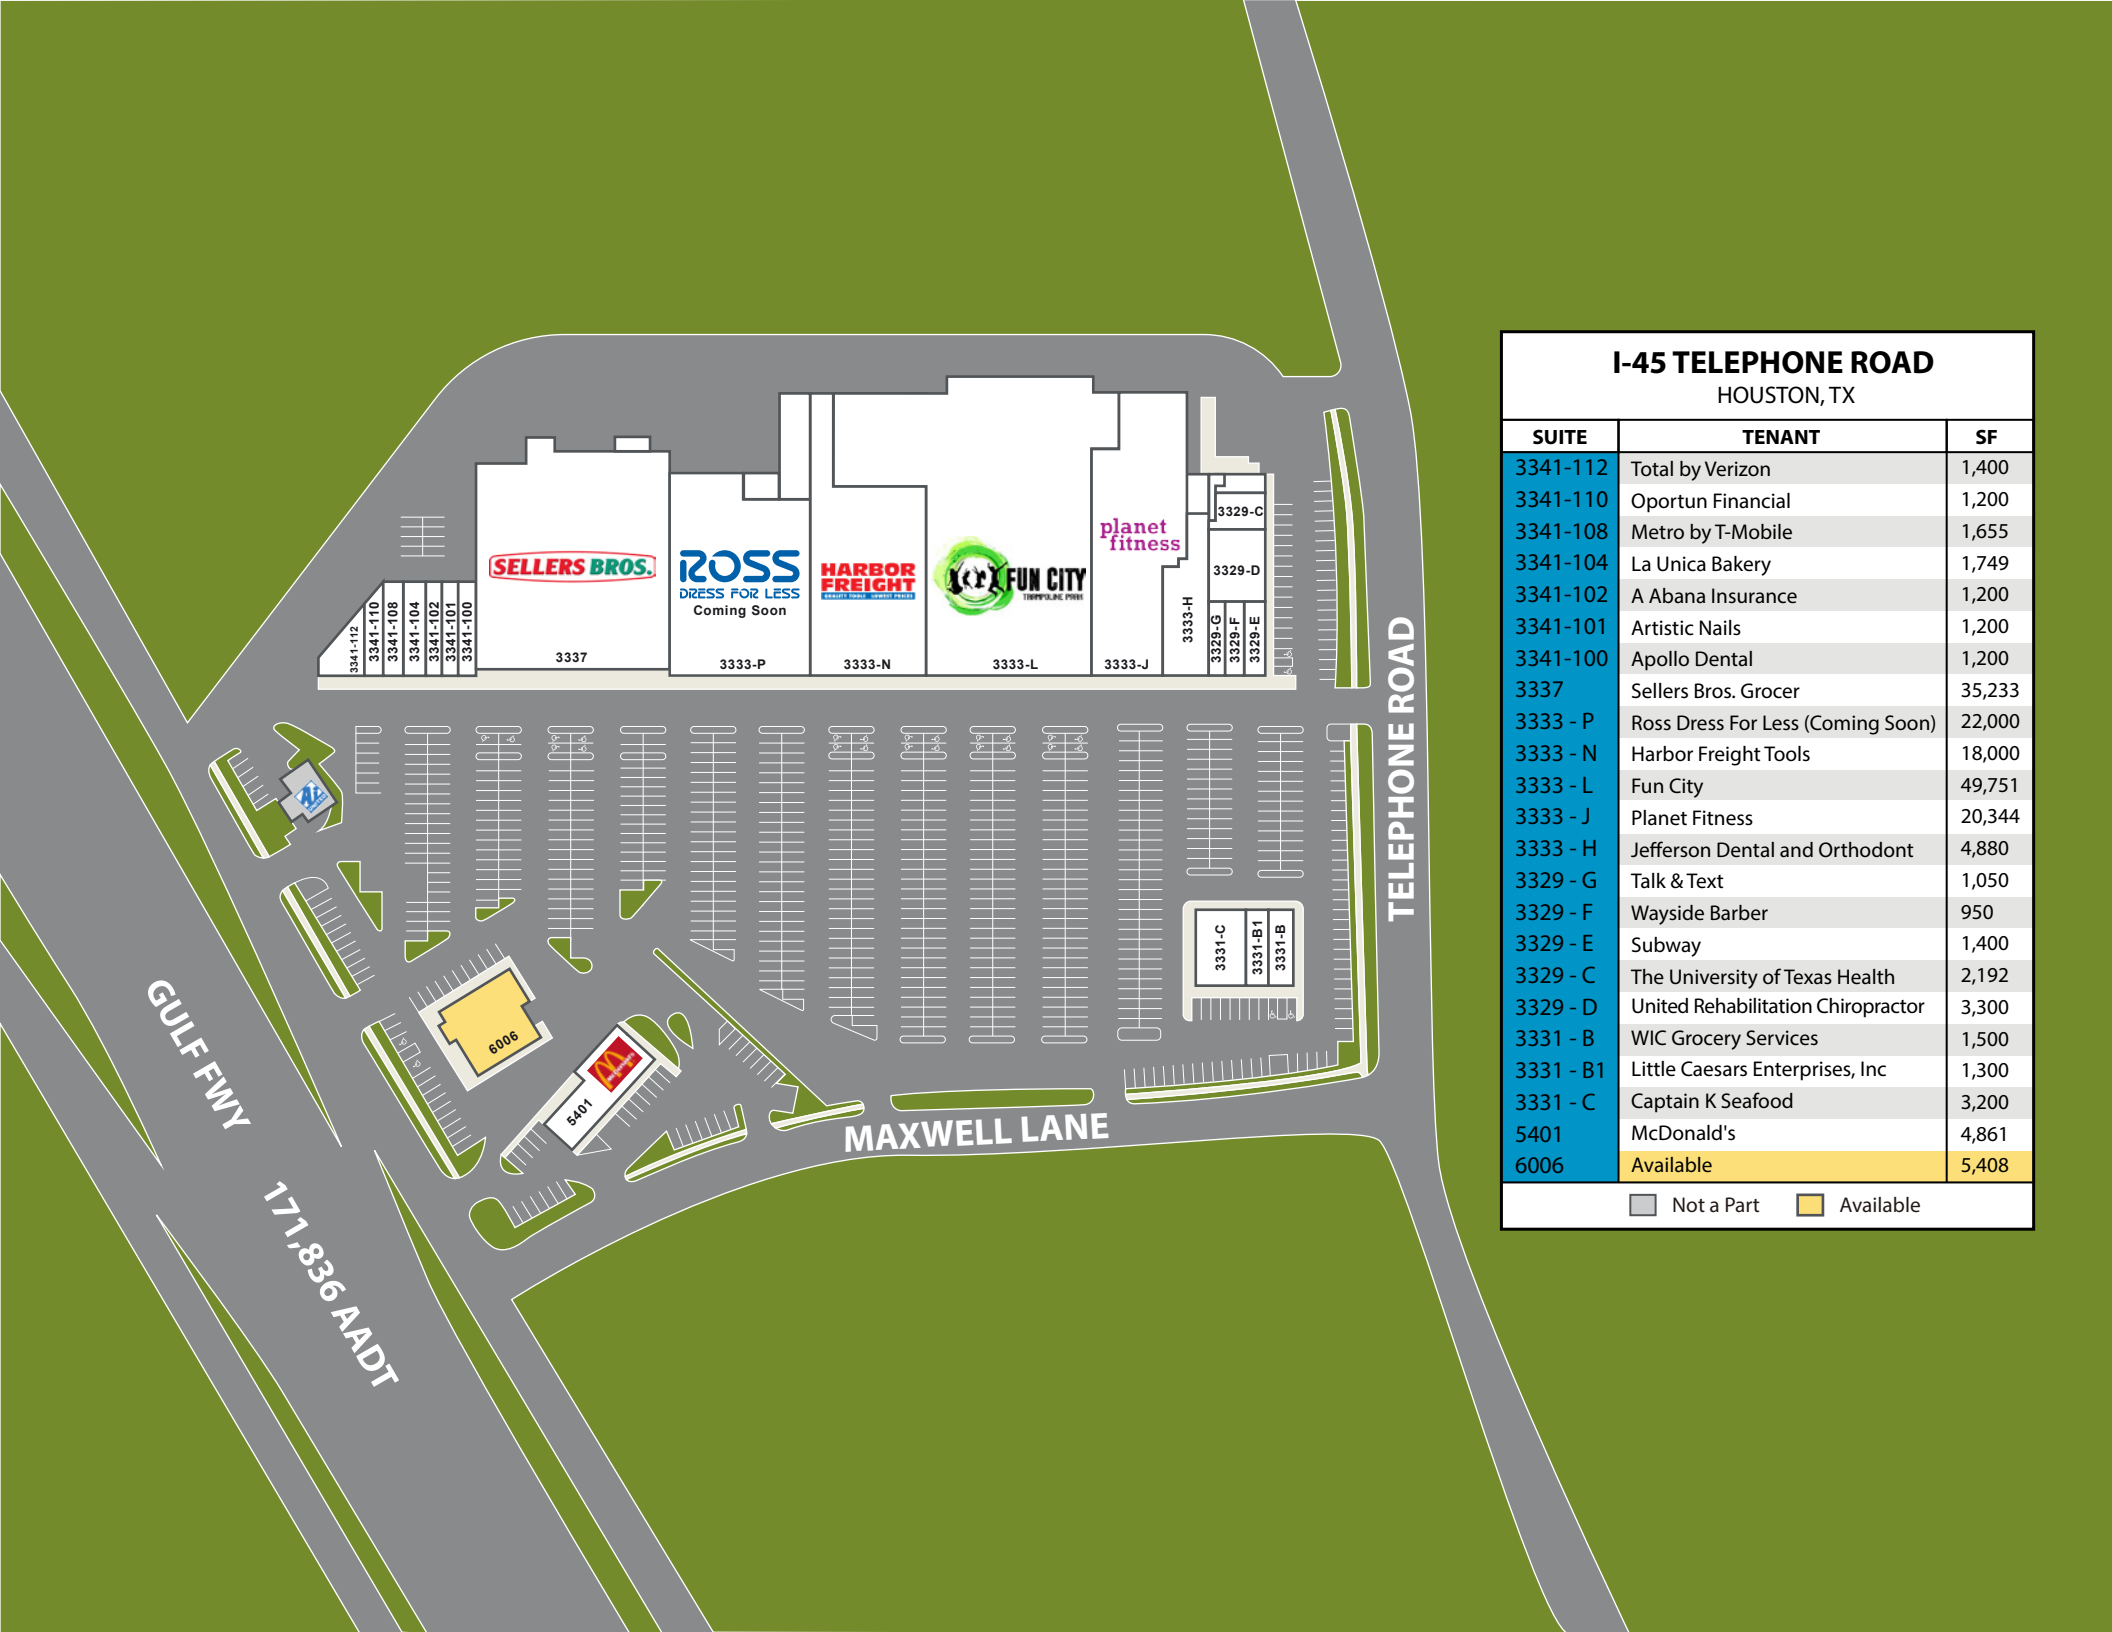 I-45 TELEPHONE ROAD
HOUSTON, TX
SUITE TENANT SF
3341-112 Total by Verizon 1,400
3341-110 Oportun Financial 1,200
3341-108 Metro by T-Mobile 1,655
3341-104 La Unica Bakery 1,749
3341-102 A Abana Insurance 1,200
3341-101 Artistic Nails 1,200
3341-100 Apollo Dental 1,200
3337 Sellers Bros. Grocer 35,233
3333 - P Ross Dress For Less (Coming Soon) 22,000
3333 - N Harbor Freight Tools 18,000
3333 - L Fun City 49,751
3333 - J Planet Fitness 20,344
3333 - H Jefferson Dental and Orthodont 4,880
3329 - G Talk & Text 1,050
3329 - F Wayside Barber 950
3329 - E Subway 1,400
3329 - C The University of Texas Health 2,192
3329 - D United Rehabilitation Chiropractor 3,300
3331 - B WIC Grocery Services 1,500
3331 - B1 Little Caesars Enterprises, Inc 1,300
3331 - C Captain K Seafood 3,200
5401 McDonald's 4,861
6006 Available 5,408
Not a Part Available
3341-112
3341-110
3341-108
3341-104
3341-102
3341-101
3341-100
SELLERS BROS.
3337
ROSS
DRESS FOR LESS
Coming Soon
3333-P
HARBOR
FREIGHT
QUALITY TOOLS LOWEST PRICES
3333-N
FUN CITY
TRAMPOLINE PARK
3333-L
planet
fitness
3333-J
3333-H
3329-C
3329-D
3329-G
3329-F
3329-E
3331-C
3331-B1
3331-B
6006
5401
TELEPHONE ROAD
MAXWELL LANE
GULF FWY
171,836 AADT